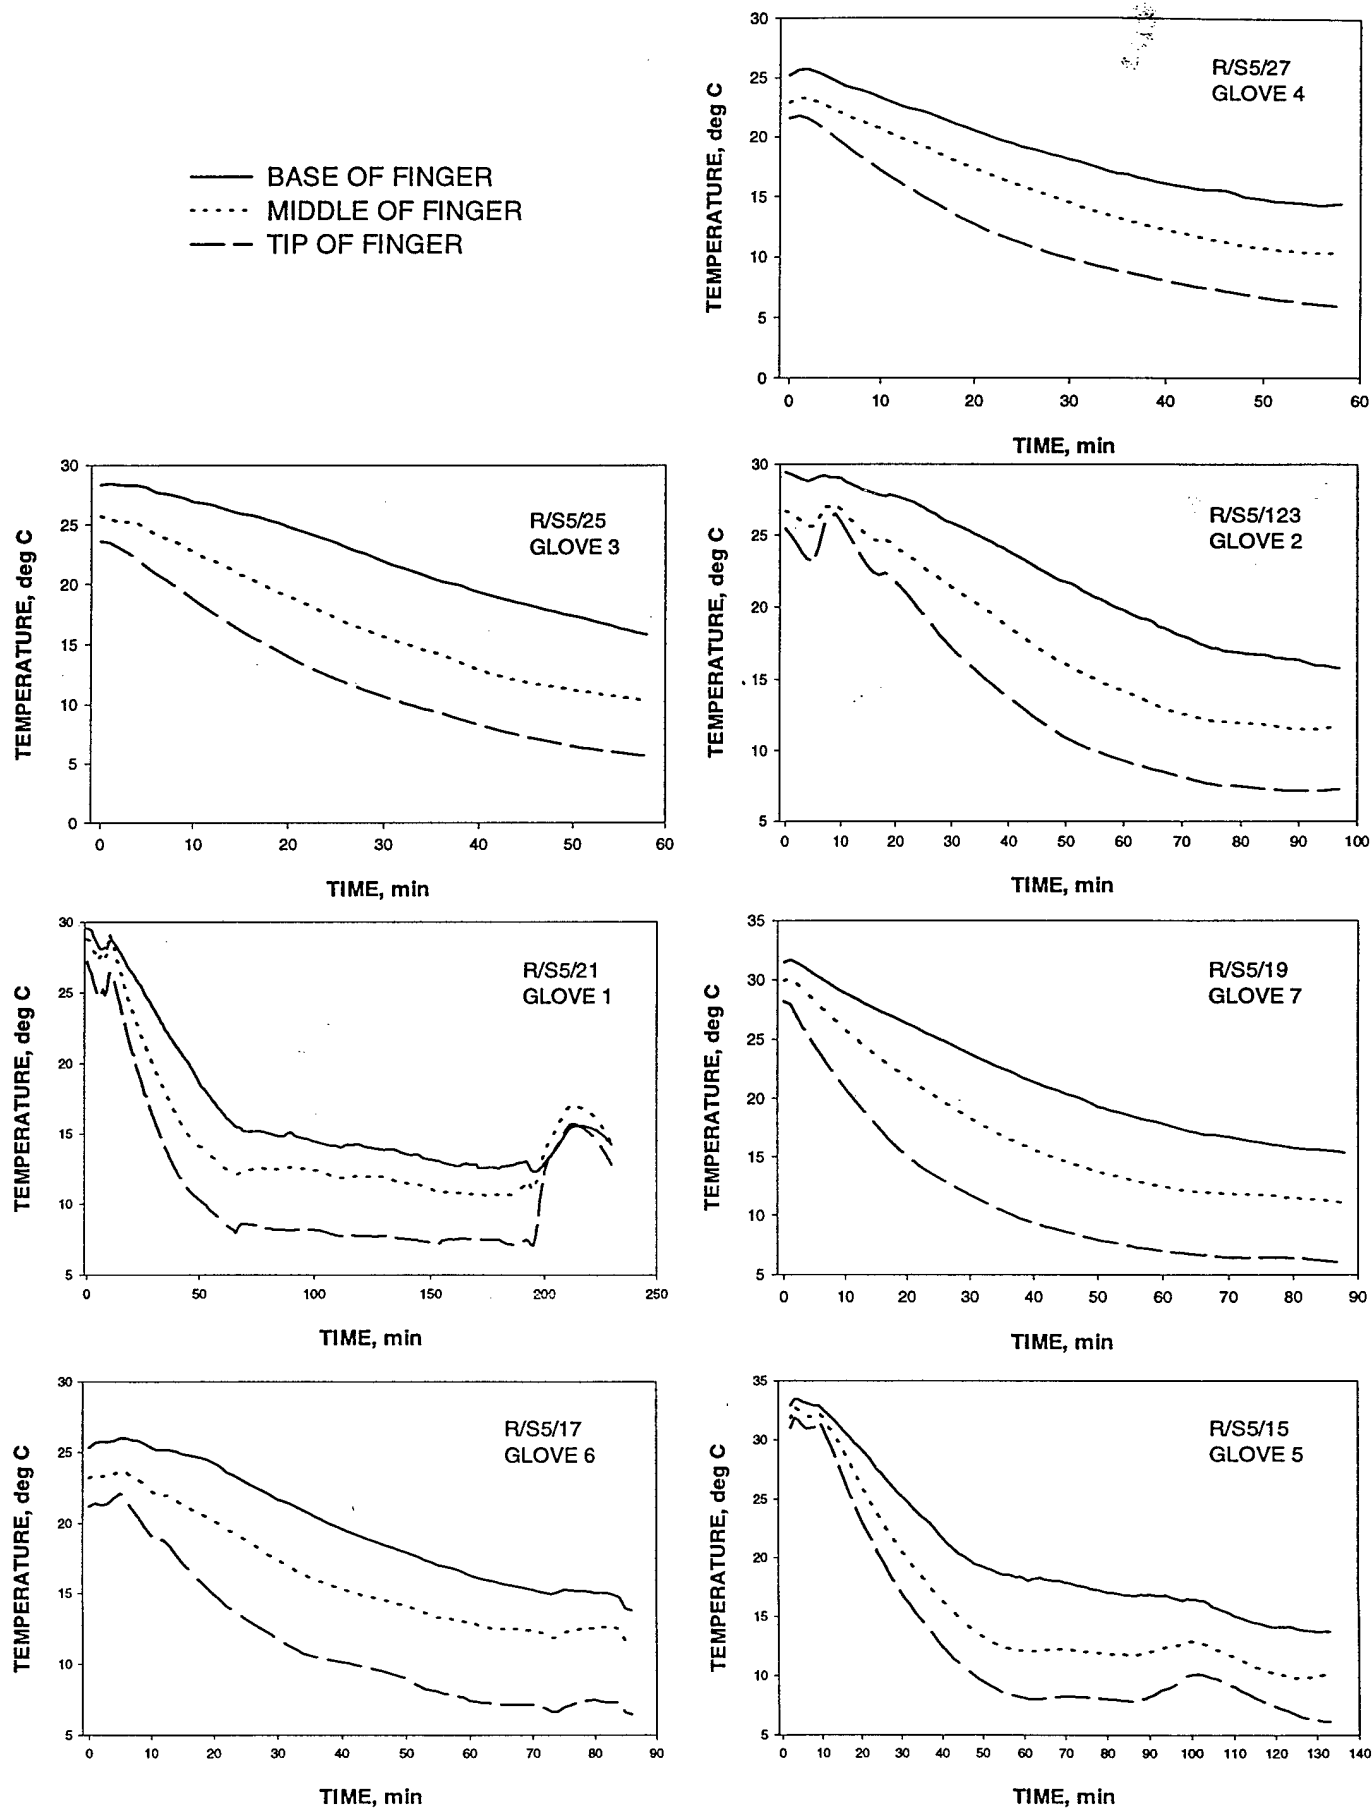 BASE OF FINGER
MIDDLE OF FINGER
TIP OF FINGER
30
25
20
15
10
5
0
TEMPERATURE, deg C
R/S5/27
GLOVE 4
0 10 20 30 40 50 60
TIME, min
30
25
20
15
10
5
0
TEMPERATURE, deg C
R/S5/25
GLOVE 3
0 10 20 30 40 50 60
TIME, min
30
25
20
15
10
5
TEMPERATURE, deg C
R/S5/123
GLOVE 2
0 10 20 30 40 50 60 70 80 90 100
TIME, min
30
25
20
15
10
5
TEMPERATURE, deg C
R/S5/21
GLOVE 1
0 50 100 150 200 250
TIME, min
35
30
25
20
15
10
5
TEMPERATURE, deg C
R/S5/19
GLOVE 7
0 10 20 30 40 50 60 70 80 90
TIME, min
30
25
20
15
10
5
TEMPERATURE, deg C
R/S5/17
GLOVE 6
0 10 20 30 40 50 60 70 80 90
TIME, min
35
30
25
20
15
10
5
TEMPERATURE, deg C
R/S5/15
GLOVE 5
0 10 20 30 40 50 60 70 80 90 100 110 120 130 140
TIME, min